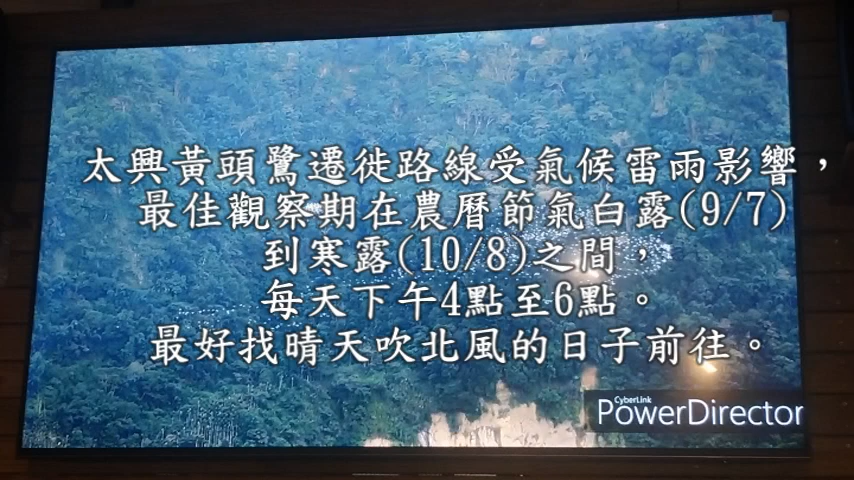 太興黃頭鷺遷徙路線受氣候雷雨影響，
最佳觀察期在農曆節氣白露(9/7)
到寒露(10/8)之間，
每天下午4點至6點。
最好找晴天吹北風的日子前往。
CyberLink
PowerDirector